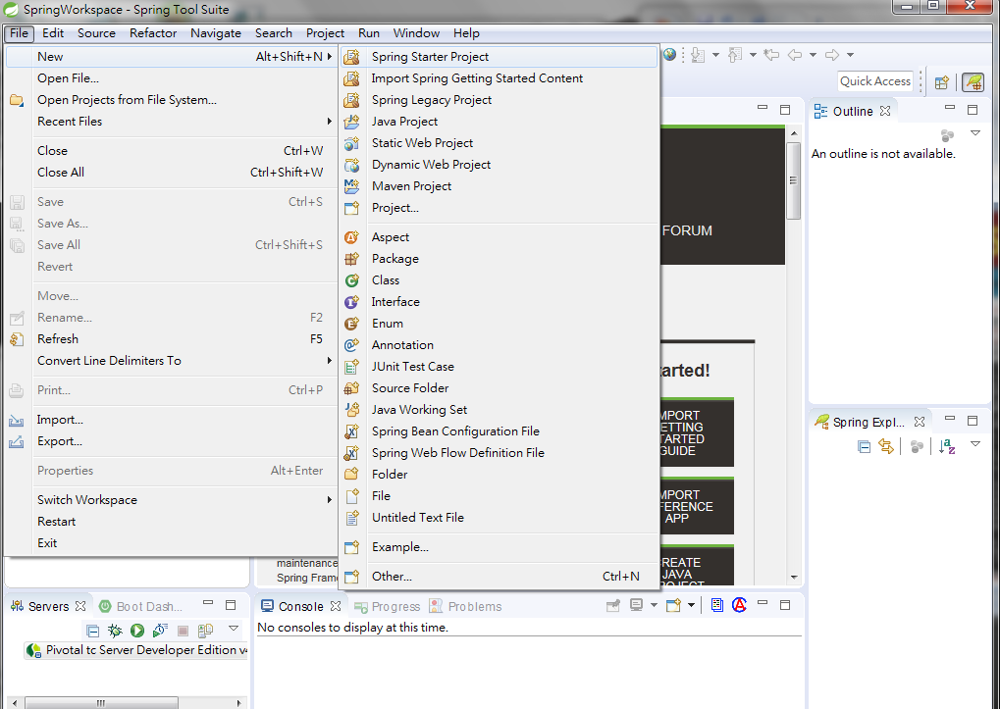 SpringWorkspace - Spring Tool Suite
File Edit Source Refactor Navigate Search Project Run Window Help
New Alt+Shift+N
Open File...
Open Projects from File System...
Recent Files
Close Ctrl+W
Close All Ctrl+Shift+W
Save Ctrl+S
Save As...
Save All Ctrl+Shift+S
Revert
Move...
Rename... F2
Refresh F5
Convert Line Delimiters To
Print... Ctrl+P
Import...
Export...
Properties Alt+Enter
Switch Workspace
Restart
Exit
Spring Starter Project
Import Spring Getting Started Content
Spring Legacy Project
Java Project
Static Web Project
Dynamic Web Project
Maven Project
Project...
Aspect
Package
Class
Interface
Enum
Annotation
JUnit Test Case
Source Folder
Java Working Set
Spring Bean Configuration File
Spring Web Flow Definition File
Folder
File
Untitled Text File
Example...
Other... Ctrl+N
Quick Access
FORUM
tarted!
MPORT
ETTING
TARTED
GUIDE
MPORT
FERENCE
APP
REATE
JAVA
ROJECT
maintenance
Spring Fram
Outline
An outline is not available.
Spring Expl...
Servers Boot Dash...
Pivotal tc Server Developer Edition v4
Console Progress Problems
No consoles to display at this time.